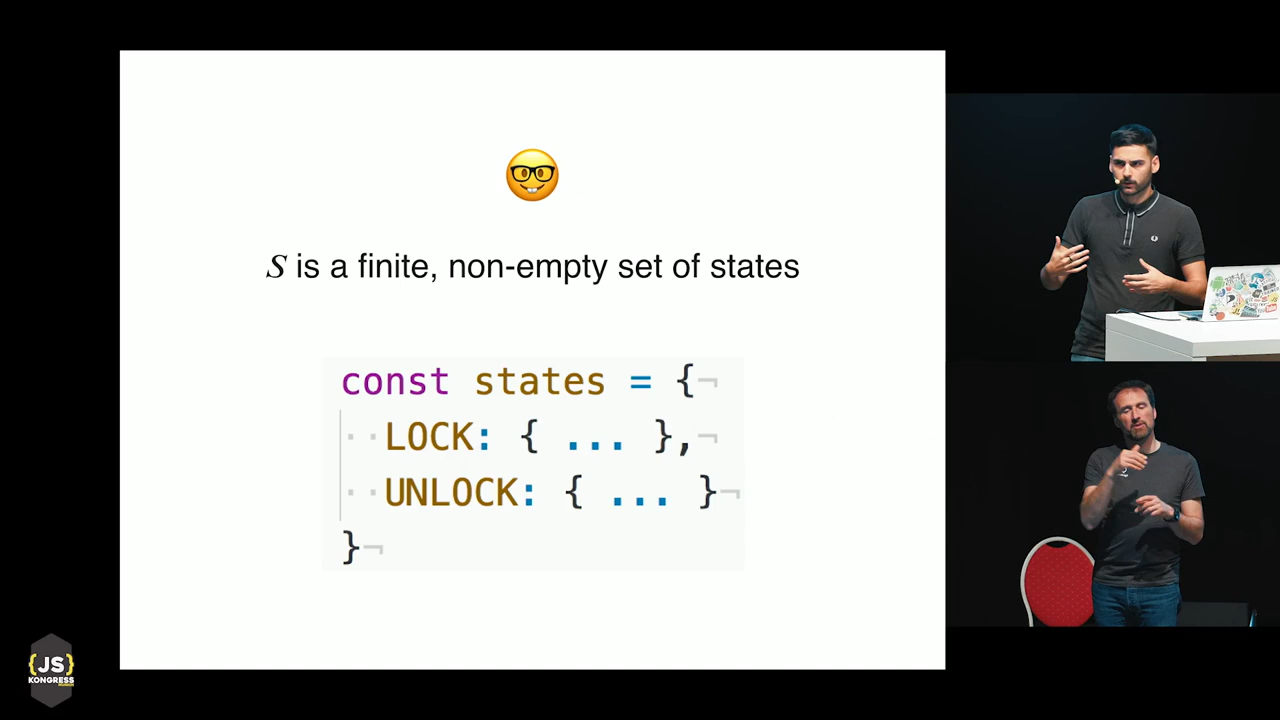 S is a finite, non-empty set of states
const states = {¬
··LOCK: { ... },¬
··UNLOCK: { ... }¬
}¬
{JS}
KONGRESS